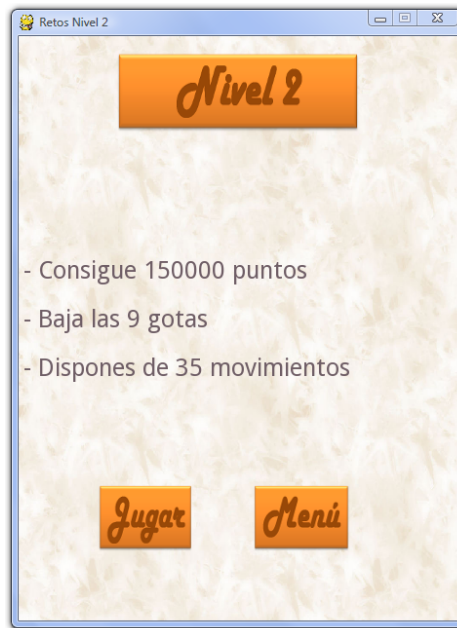 Retos Nivel 2
Nivel 2
- Consigue 150000 puntos
- Baja las 9 gotas
- Dispones de 35 movimientos
Jugar Menú